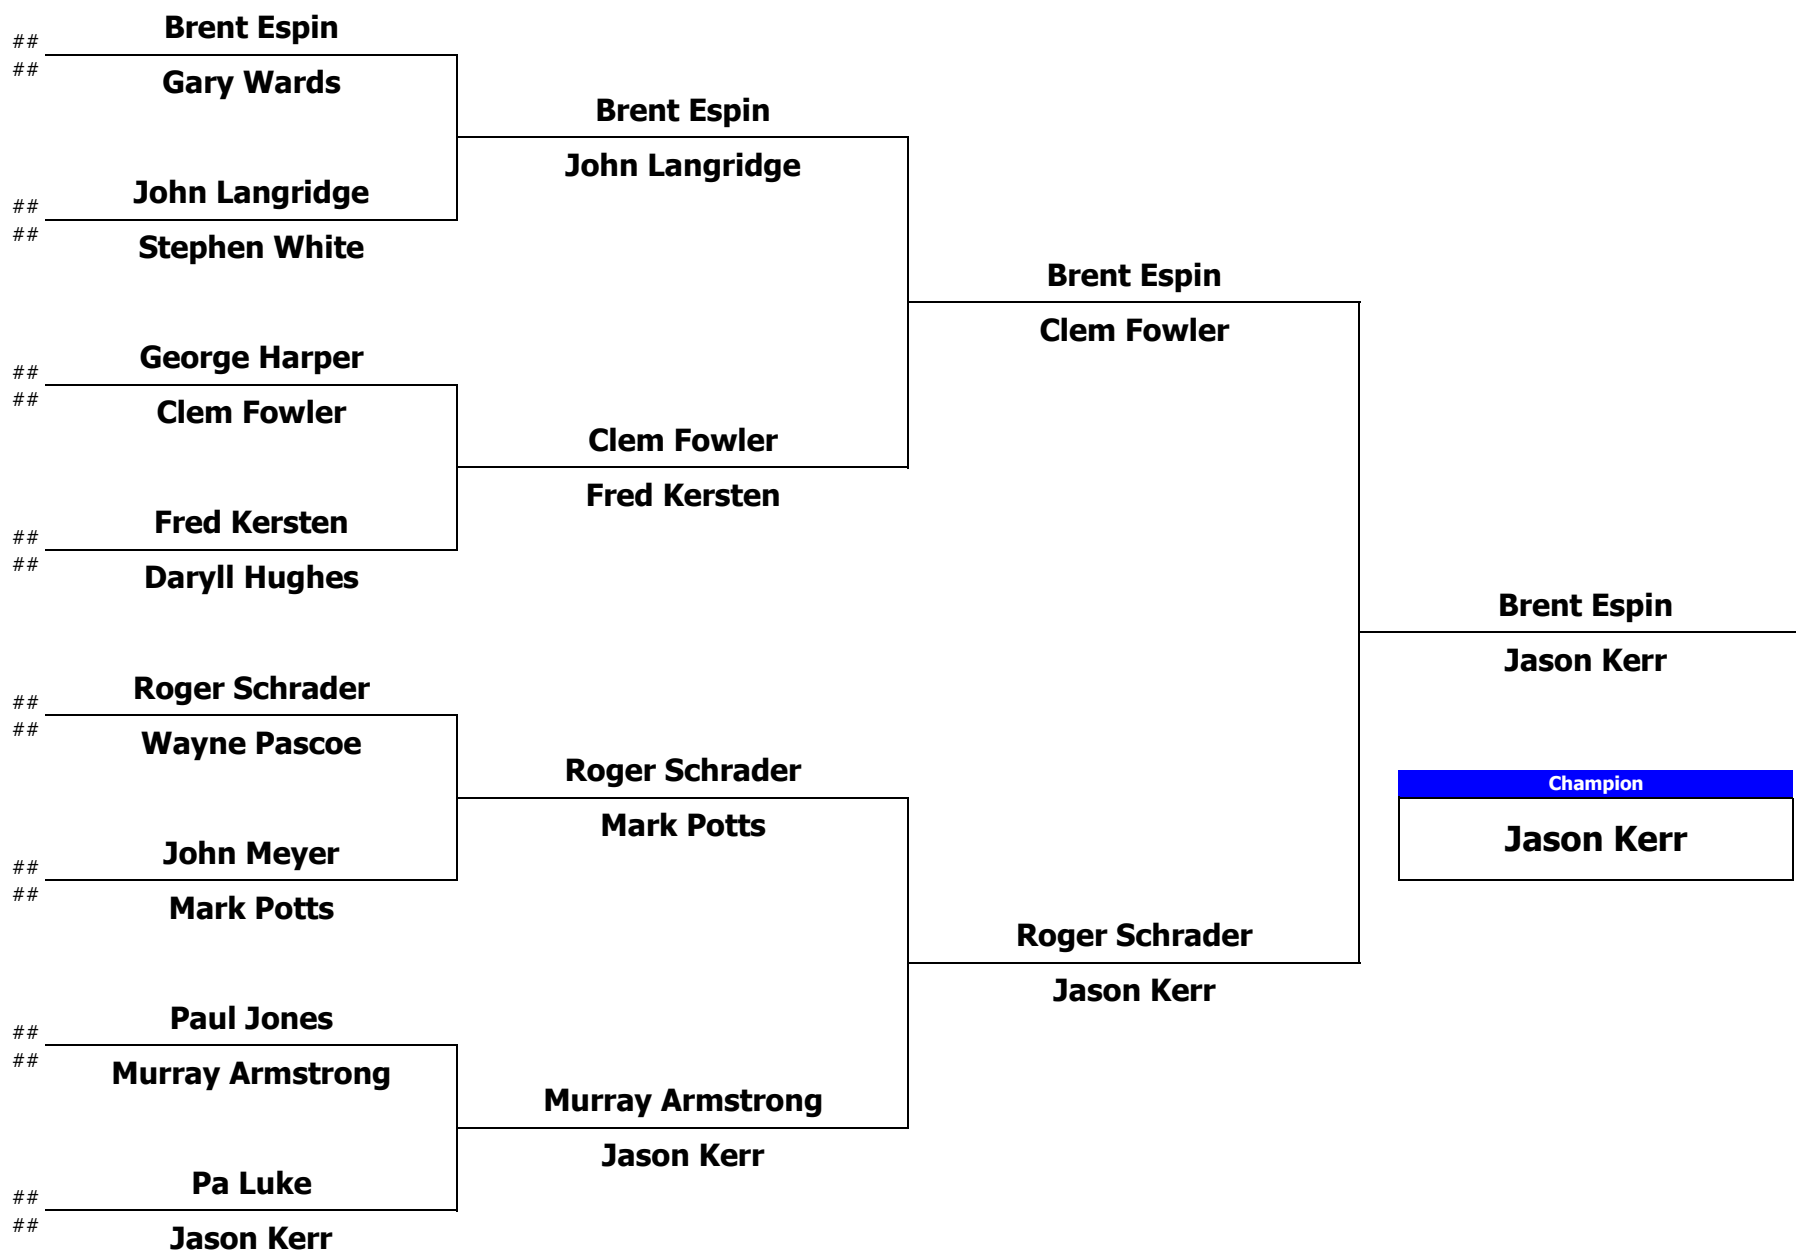 ##
Brent Espin
##
Gary Wards
##
John Langridge
##
Stephen White
##
George Harper
##
Clem Fowler
##
Fred Kersten
##
Daryll Hughes
##
Roger Schrader
##
Wayne Pascoe
##
John Meyer
##
Mark Potts
##
Paul Jones
##
Murray Armstrong
##
Pa Luke
##
Jason Kerr
Brent Espin
John Langridge
Clem Fowler
Fred Kersten
Roger Schrader
Mark Potts
Murray Armstrong
Jason Kerr
Brent Espin
Clem Fowler
Roger Schrader
Jason Kerr
Brent Espin
Jason Kerr
Champion
Jason Kerr